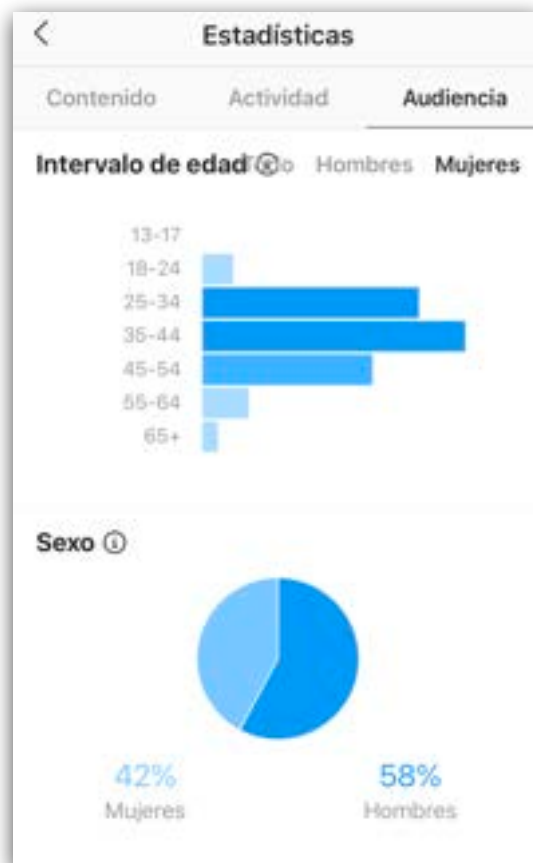 Estadísticas
Contenido Actividad Audiencia
Intervalo de edad Hombres Mujeres
13-17
18-24
25-34
35-44
45-54
55-64
65+
Sexo
42% 58%
Mujeres Hombres